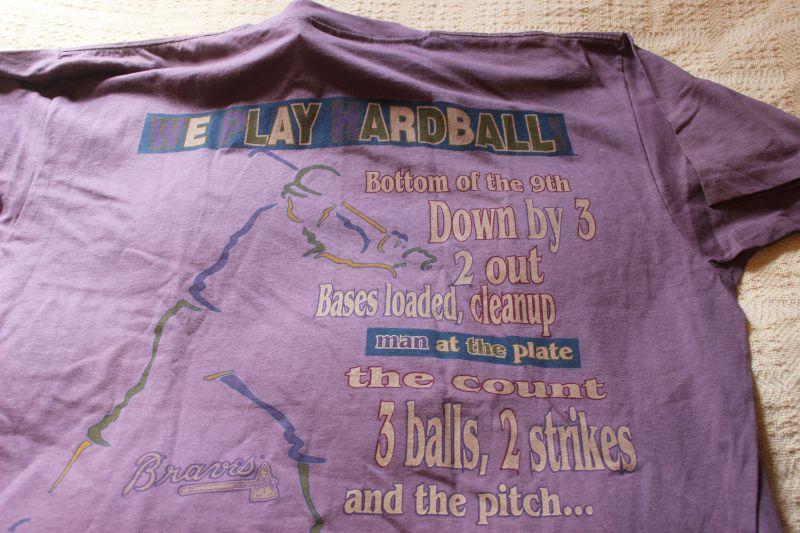 WE PLAY HARDBALL!
Bottom of the 9th
Down by 3
2 out
Bases loaded, cleanup
man at the plate
the count
3 balls, 2 strikes
and the pitch...
Braves